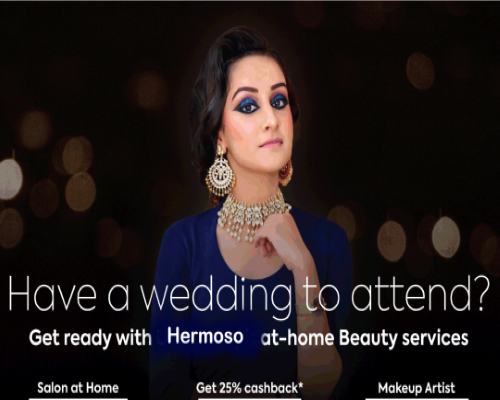 Have a wedding to attend?
Get ready with Hermoso at-home Beauty services
Salon at Home Get 25% cashback* Makeup Artist